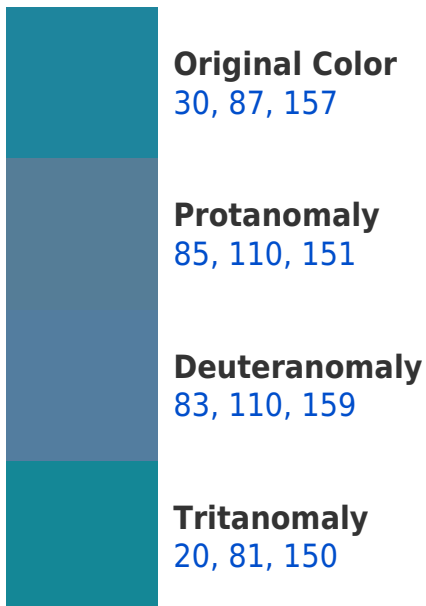 Original Color
30, 87, 157
Protanomaly
85, 110, 151
Deuteranomaly
83, 110, 159
Tritanomaly
20, 81, 150